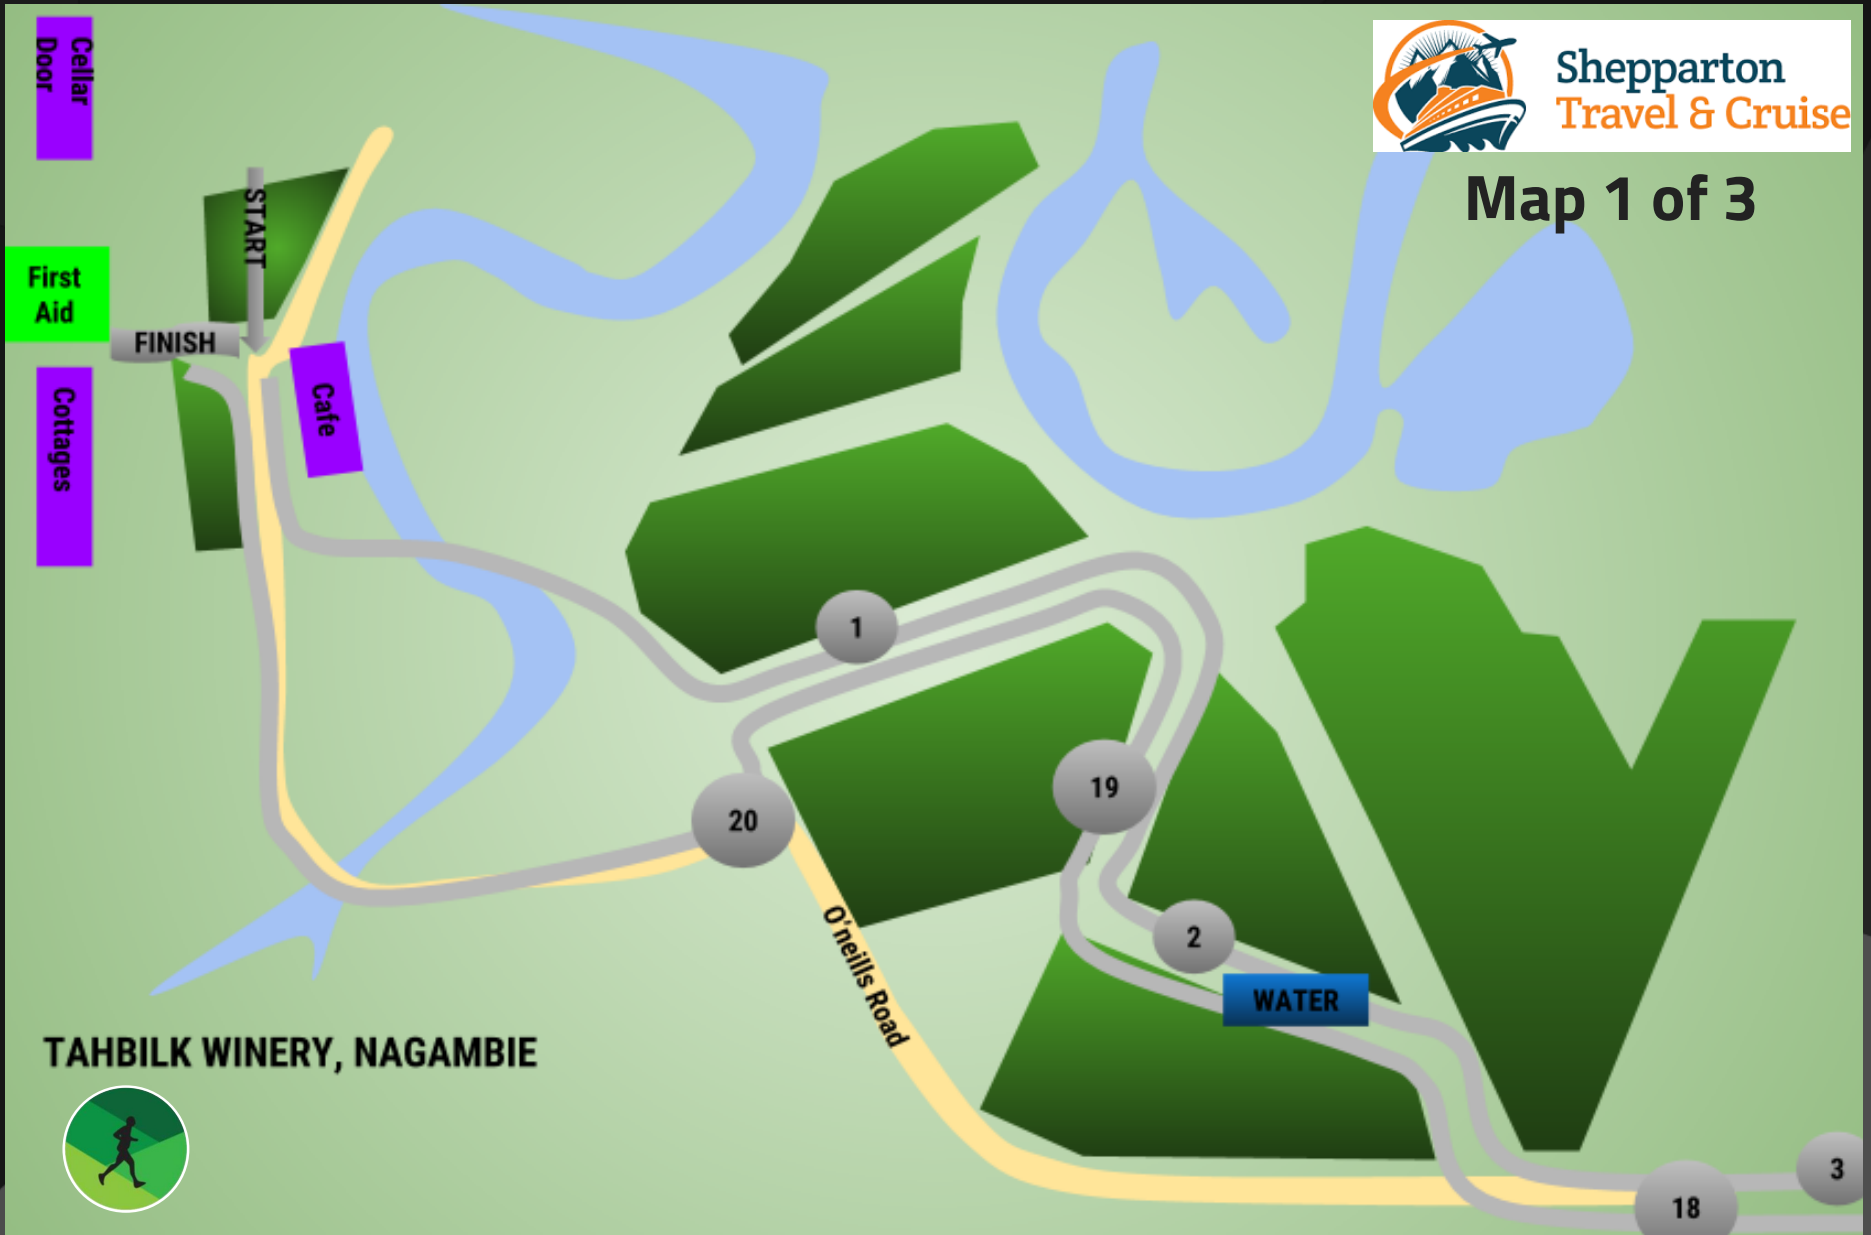 Cellar
Door
Shepparton
Travel & Cruise
Map 1 of 3
START
First
Aid
FINISH
Cafe
Cottages
1
19
20
2
O'neills Road
WATER
TAHBILK WINERY, NAGAMBIE
3
18